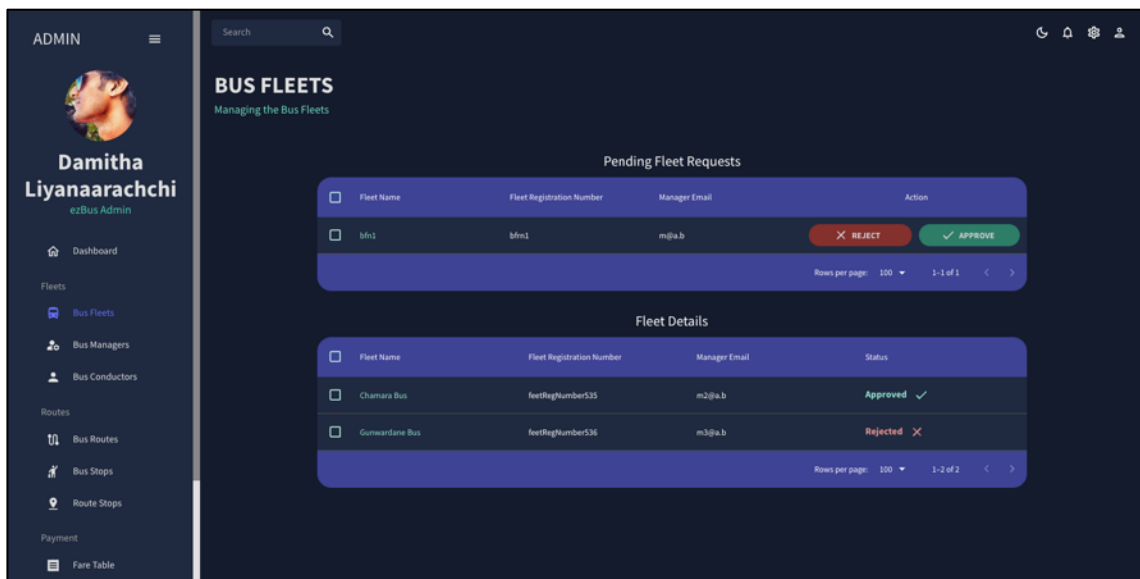 ADMIN
Search
Damitha
Liyanaarachchi
ezBus Admin
Dashboard
Fleets
Bus Fleets
Bus Managers
Bus Conductors
Routes
Bus Routes
Bus Stops
Route Stops
Payment
Fare Table
BUS FLEETS
Managing the Bus Fleets
Pending Fleet Requests
Fleet Name Fleet Registration Number Manager Email Action
bfn1 bfrn1 m@a.b REJECT APPROVE
Rows per page: 100 1-1 of 1
Fleet Details
Fleet Name Fleet Registration Number Manager Email Status
Chamara Bus feetRegNumber535 m2@a.b Approved
Gunwardane Bus feetRegNumber536 m3@a.b Rejected
Rows per page: 100 1-2 of 2